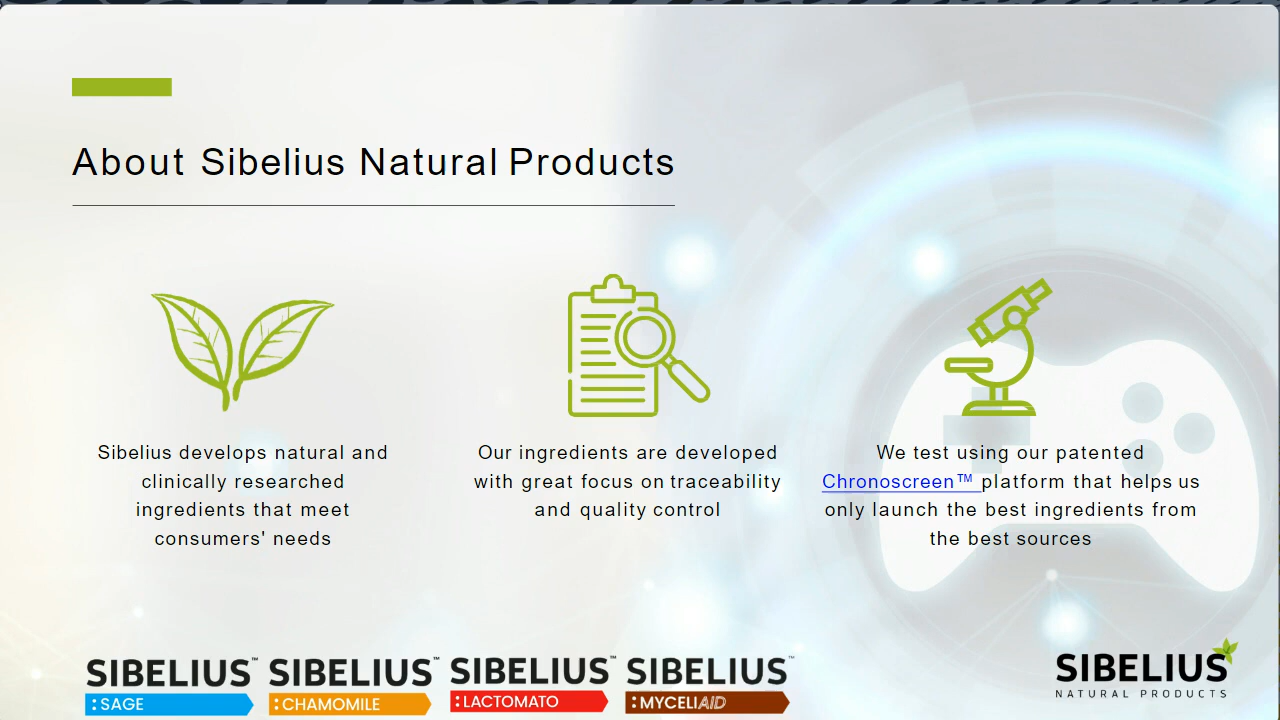 About Sibelius Natural Products
Sibelius develops natural and
clinically researched
ingredients that meet
consumers' needs
Our ingredients are developed
with great focus on traceability
and quality control
We test using our patented
Chronoscreen™ platform that helps us
only launch the best ingredients from
the best sources
SIBELIUS™
:SAGE
SIBELIUS™
:CHAMOMILE
SIBELIUS™
:LACTOMATO
SIBELIUS™
:MYCELIAID
SIBELIUS
NATURAL PRODUCTS